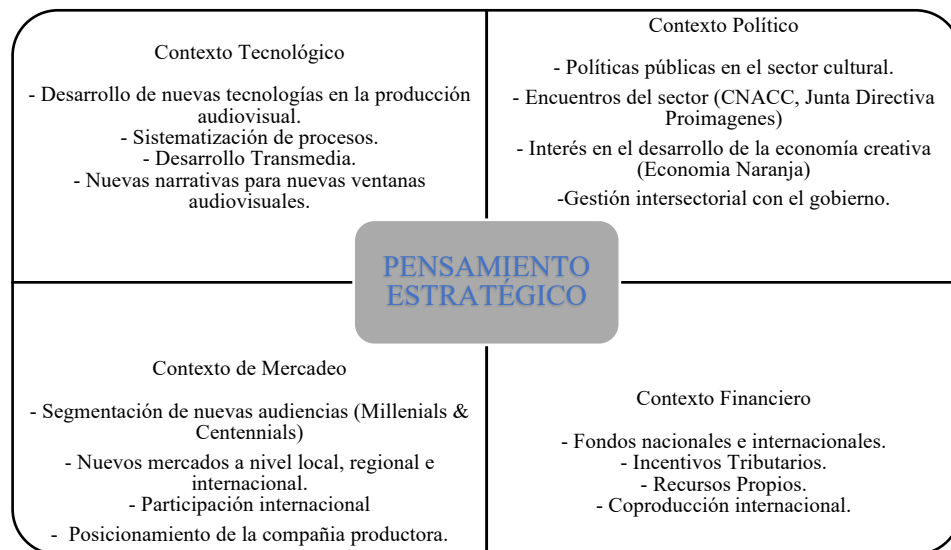 Contexto Tecnológico
- Desarrollo de nuevas tecnologías en la producción
audiovisual.
- Sistematización de procesos.
- Desarrollo Transmedia.
- Nuevas narrativas para nuevas ventanas
audiovisuales.
Contexto Político
- Políticas públicas en el sector cultural.
- Encuentros del sector (CNACC, Junta Directiva
Proimagenes)
- Interés en el desarrollo de la economía creativa
(Economia Naranja)
-Gestión intersectorial con el gobierno.
PENSAMIENTO
ESTRATÉGICO
Contexto de Mercadeo
- Segmentación de nuevas audiencias (Millenials &
Centennials)
- Nuevos mercados a nivel local, regional e
internacional.
- Participación internacional
- Posicionamiento de la compañia productora.
Contexto Financiero
- Fondos nacionales e internacionales.
- Incentivos Tributarios.
- Recursos Propios.
- Coproducción internacional.